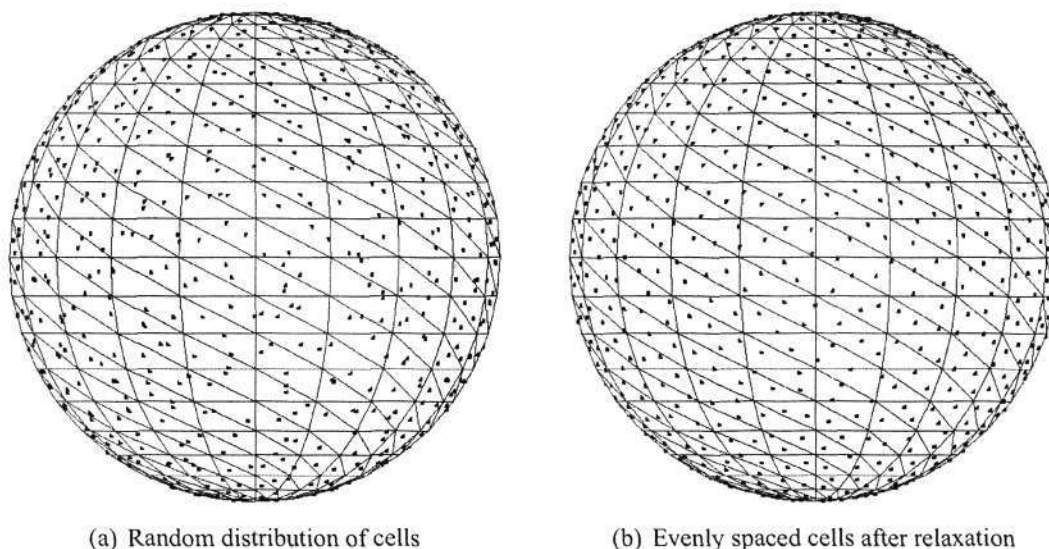 (a) Random distribution of cells
(b) Evenly spaced cells after relaxation